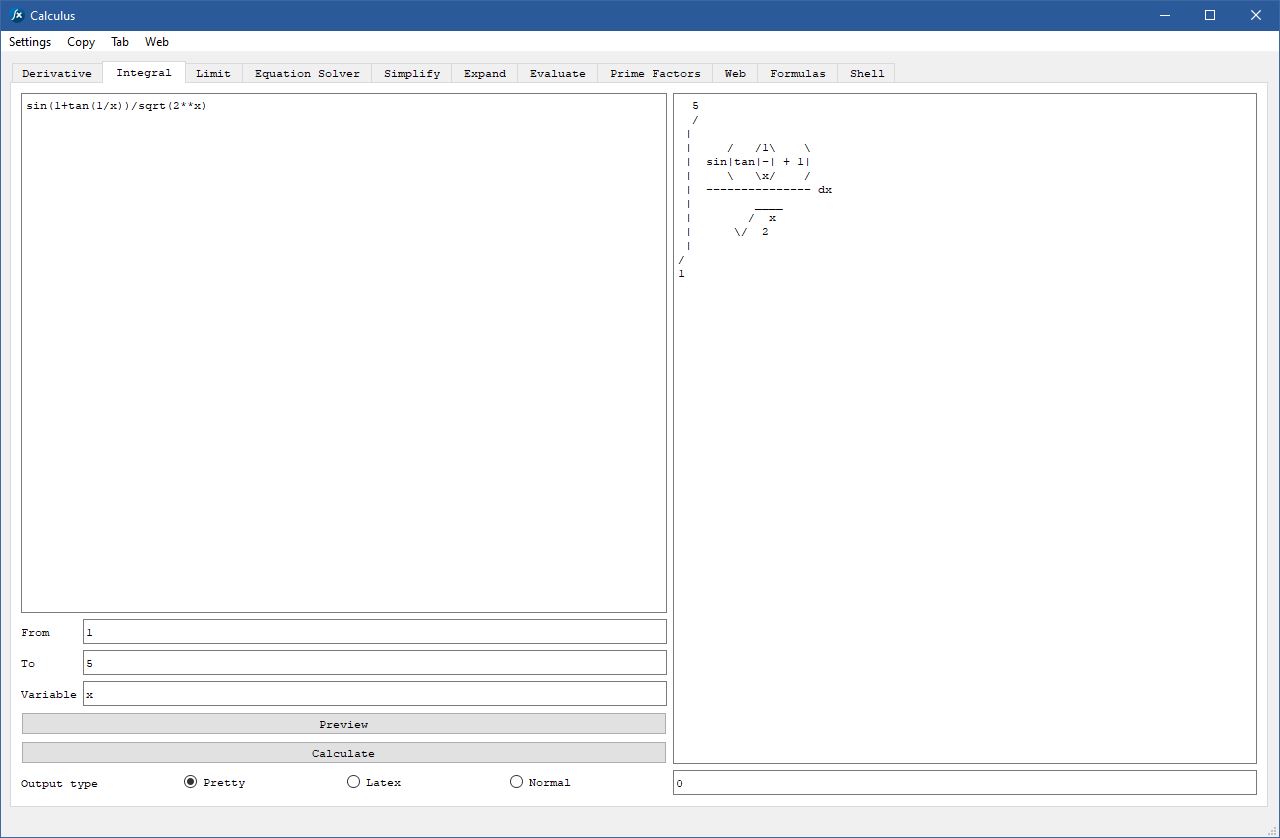 Calculus
Settings Copy Tab Web
Derivative Integral Limit Equation Solver Simplify Expand Evaluate Prime Factors Web Formulas Shell
sin(1+tan(1/x))/sqrt(2**x)
From 1
To 5
Variable x
Preview
Calculate
Output type Pretty Latex Normal
  5
  /
 |
 |     /   /1\    \
 |  sin|tan|-| + 1|
 |     \   \x/    /
 |  --------------- dx
 |         ____
 |        /  x
 |      \/  2
 |
/
1
0